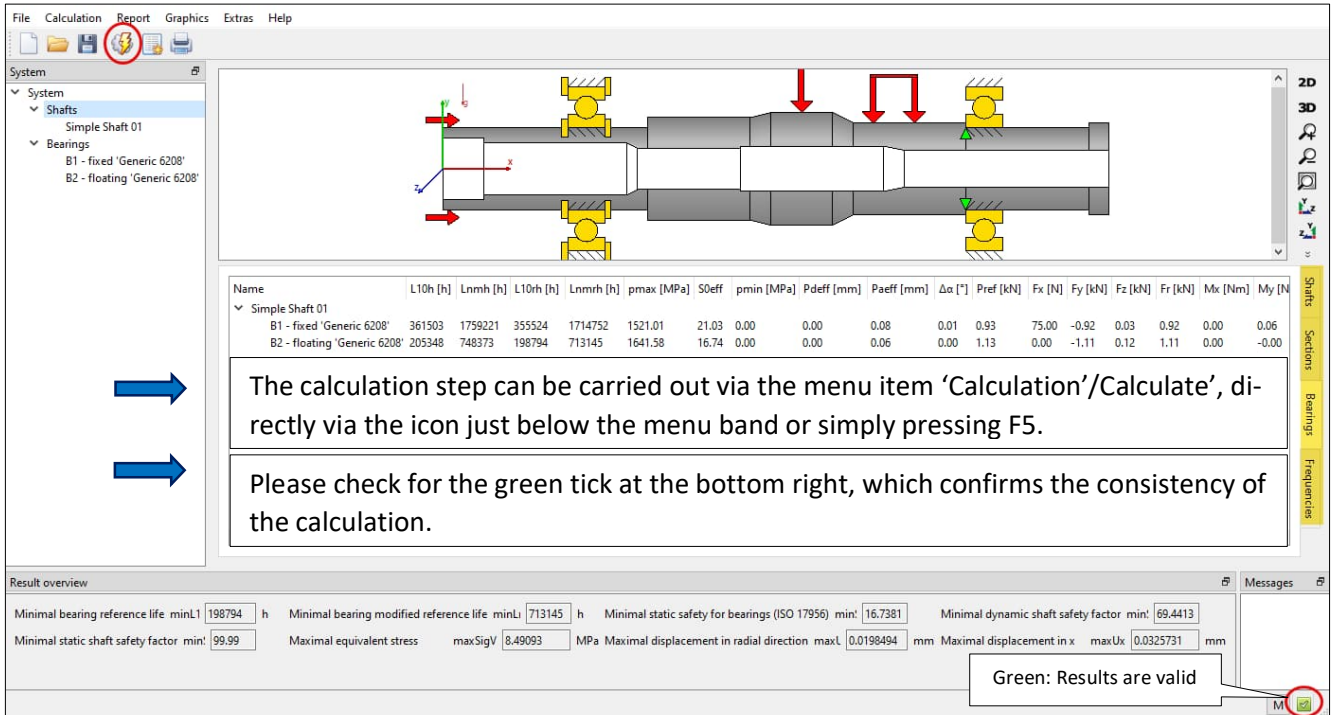 File Calculation Report Graphics Extras Help
System
System
Shafts
Simple Shaft 01
Bearings
B1 - fixed 'Generic 6208'
B2 - floating 'Generic 6208'
y g
x
z
2D
3D
Y z
z Y
Name L10h [h] Lnmh [h] L10rh [h] Lnmrh [h] pmax [MPa] S0eff pmin [MPa] Pdeff [mm] Paeff [mm] Δα [°] Pref [kN] Fx [N] Fy [kN] Fz [kN] Fr [kN] Mx [Nm] My [N
Simple Shaft 01
B1 - fixed 'Generic 6208' 361503 1759221 355524 1714752 1521.01 21.03 0.00 0.00 0.08 0.01 0.93 75.00 -0.92 0.03 0.92 0.00 0.06
B2 - floating 'Generic 6208' 205348 748373 198794 713145 1641.58 16.74 0.00 0.00 0.06 0.00 1.13 0.00 -1.11 0.12 1.11 0.00 -0.00
Shafts
Sections
Bearings
Frequencies
The calculation step can be carried out via the menu item ‘Calculation’/Calculate’, di-
rectly via the icon just below the menu band or simply pressing F5.
Please check for the green tick at the bottom right, which confirms the consistency of
the calculation.
Result overview
Messages
Minimal bearing reference life minL1 198794 h Minimal bearing modified reference life minLi 713145 h Minimal static safety for bearings (ISO 17956) min! 16.7381 Minimal dynamic shaft safety factor min! 69.4413
Minimal static shaft safety factor min! 99.99 Maximal equivalent stress maxSigV 8.49093 MPa Maximal displacement in radial direction maxL 0.0198494 mm Maximal displacement in x maxUx 0.0325731 mm
Green: Results are valid
M